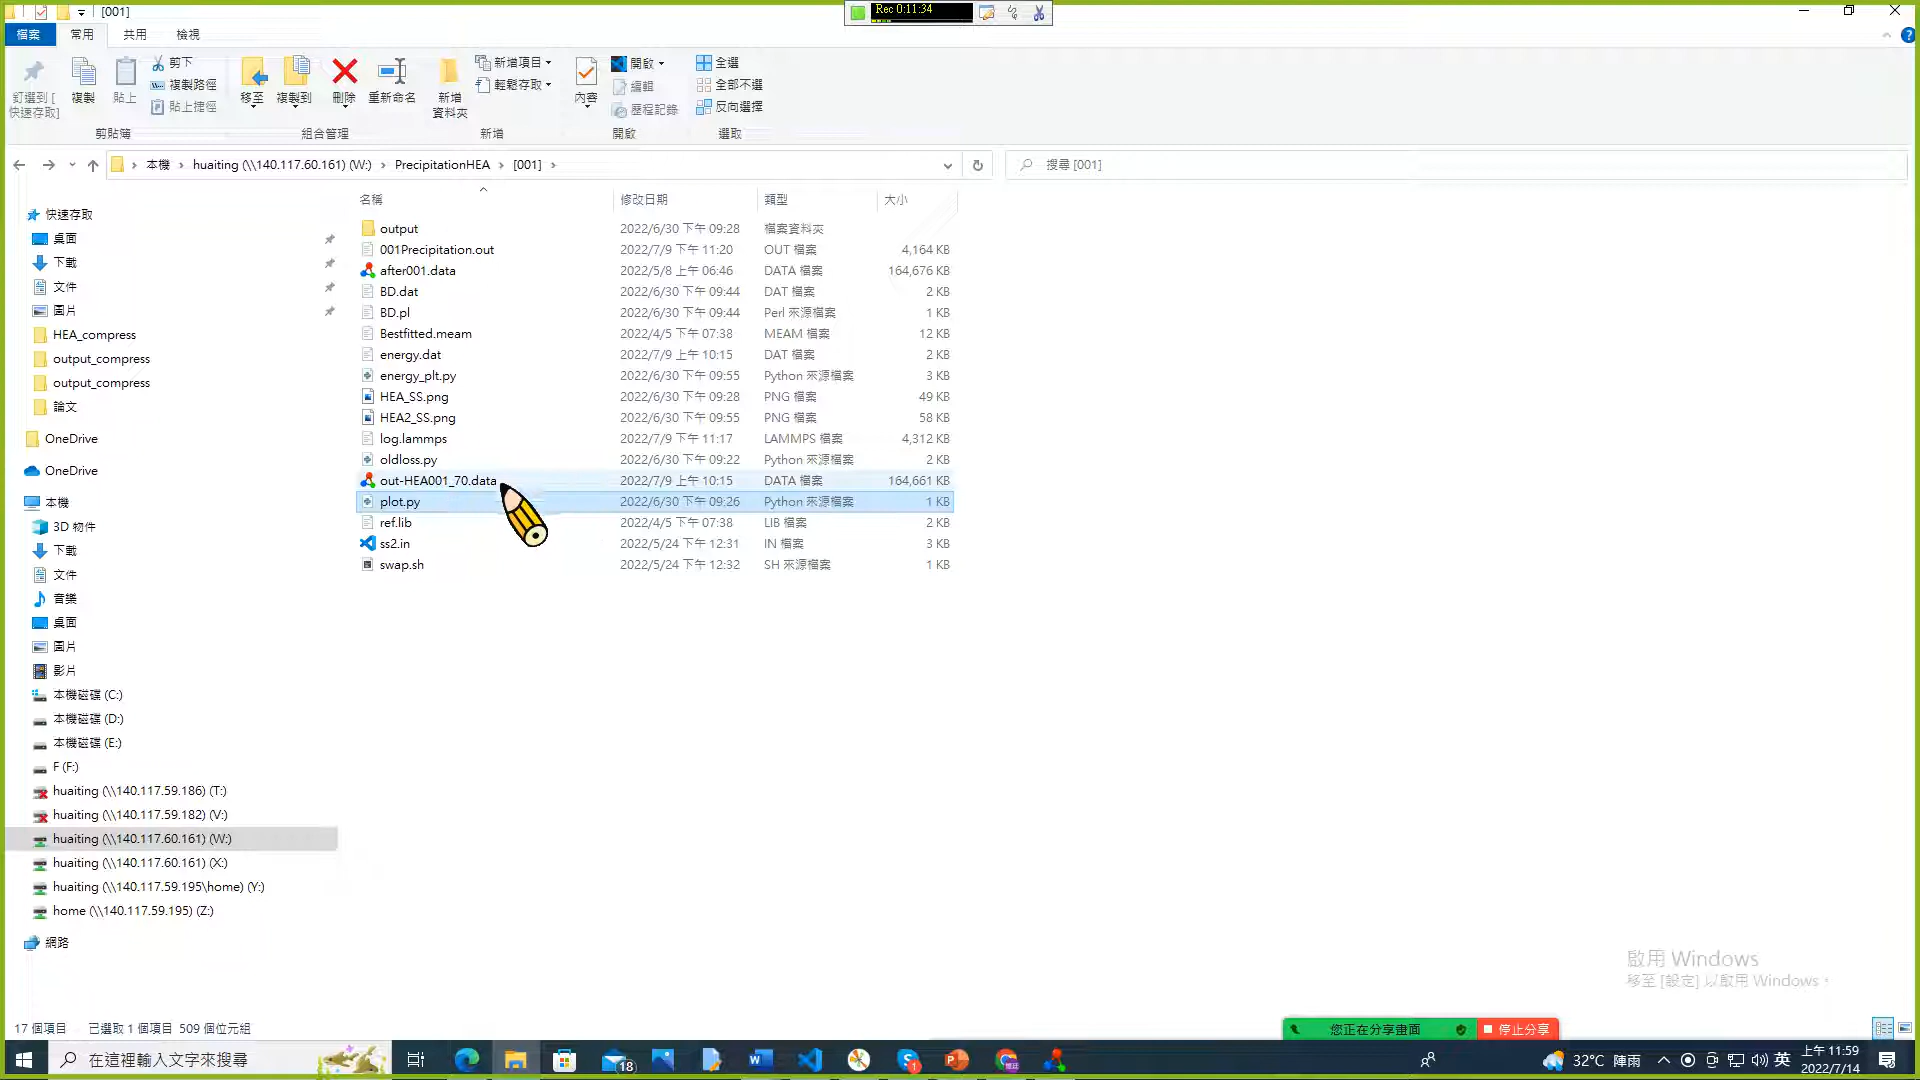 [001]
Rec 0:11:34
檔案
常用
共用
檢視
釘選到 [
快速存取]
複製
貼上
剪下
複製路徑
貼上捷徑
剪貼簿
移至
複製到
刪除
重新命名
組合管理
新增
資料夾
新增項目
輕鬆存取
新增
內容
開啟
編輯
歷程記錄
開啟
全選
全部不選
反向選擇
選取
本機 › huaiting (\\140.117.60.161) (W:) › PrecipitationHEA › [001] ›
搜尋 [001]
快速存取
桌面
下載
文件
圖片
HEA_compress
output_compress
output_compress
論文
OneDrive
OneDrive
本機
3D 物件
下載
文件
音樂
桌面
圖片
影片
本機磁碟 (C:)
本機磁碟 (D:)
本機磁碟 (E:)
F (F:)
huaiting (\\140.117.59.186) (T:)
huaiting (\\140.117.59.182) (V:)
huaiting (\\140.117.60.161) (W:)
huaiting (\\140.117.60.161) (X:)
huaiting (\\140.117.59.195\home) (Y:)
home (\\140.117.59.195) (Z:)
網路
名稱 修改日期 類型 大小
output 2022/6/30 下午 09:28 檔案資料夾
001Precipitation.out 2022/7/9 下午 11:20 OUT 檔案 4,164 KB
after001.data 2022/5/8 上午 06:46 DATA 檔案 164,676 KB
BD.dat 2022/6/30 下午 09:44 DAT 檔案 2 KB
BD.pl 2022/6/30 下午 09:44 Perl 來源檔案 1 KB
Bestfitted.meam 2022/4/5 下午 07:38 MEAM 檔案 12 KB
energy.dat 2022/7/9 上午 10:15 DAT 檔案 2 KB
energy_plt.py 2022/6/30 下午 09:55 Python 來源檔案 3 KB
HEA_SS.png 2022/6/30 下午 09:28 PNG 檔案 49 KB
HEA2_SS.png 2022/6/30 下午 09:55 PNG 檔案 58 KB
log.lammps 2022/7/9 下午 11:17 LAMMPS 檔案 4,312 KB
oldloss.py 2022/6/30 下午 09:22 Python 來源檔案 2 KB
out-HEA001_70.data 2022/7/9 上午 10:15 DATA 檔案 164,661 KB
plot.py 2022/6/30 下午 09:26 Python 來源檔案 1 KB
ref.lib 2022/4/5 下午 07:38 LIB 檔案 2 KB
ss2.in 2022/5/24 下午 12:31 IN 檔案 3 KB
swap.sh 2022/5/24 下午 12:32 SH 來源檔案 1 KB
啟用 Windows
移至 [設定] 以啟用 Windows。
17 個項目 已選取 1 個項目 509 個位元組
您正在分享畫面
停止分享
在這裡輸入文字來搜尋
18
1
32°C 陣雨
英
上午 11:59
2022/7/14